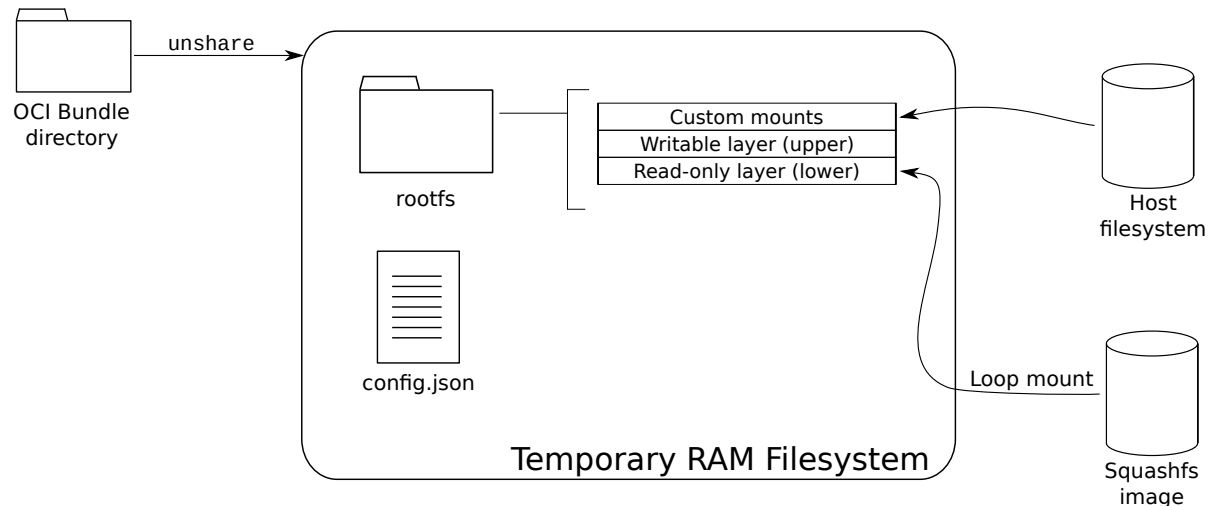 unshare
OCI Bundle
directory
Custom mounts
Writable layer (upper)
Read-only layer (lower)
rootfs
Host
filesystem
config.json
Loop mount
Temporary RAM Filesystem
Squashfs
image